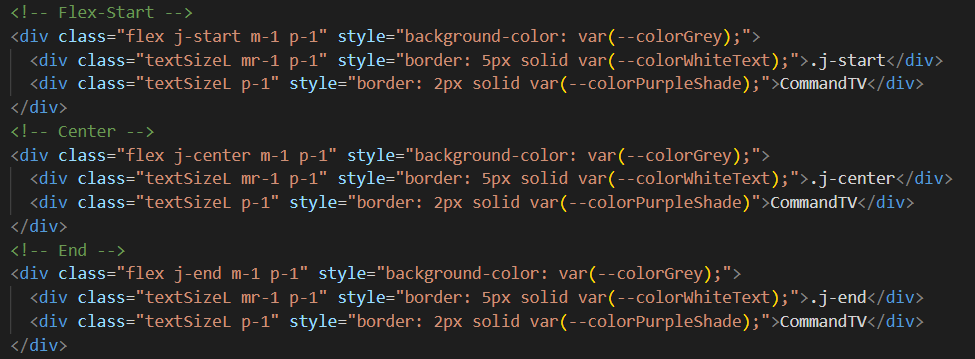 <!-- Flex-Start -->
<div class="flex j-start m-1 p-1" style="background-color: var(--colorGrey);">
  <div class="textSizeL mr-1 p-1" style="border: 5px solid var(--colorWhiteText);">.j-start</div>
  <div class="textSizeL p-1" style="border: 2px solid var(--colorPurpleShade);">CommandTV</div>
</div>
<!-- Center -->
<div class="flex j-center m-1 p-1" style="background-color: var(--colorGrey);">
  <div class="textSizeL mr-1 p-1" style="border: 5px solid var(--colorWhiteText);">.j-center</div>
  <div class="textSizeL p-1" style="border: 2px solid var(--colorPurpleShade)">CommandTV</div>
</div>
<!-- End -->
<div class="flex j-end m-1 p-1" style="background-color: var(--colorGrey);">
  <div class="textSizeL mr-1 p-1" style="border: 5px solid var(--colorWhiteText);">.j-end</div>
  <div class="textSizeL p-1" style="border: 2px solid var(--colorPurpleShade;">CommandTV</div>
</div>